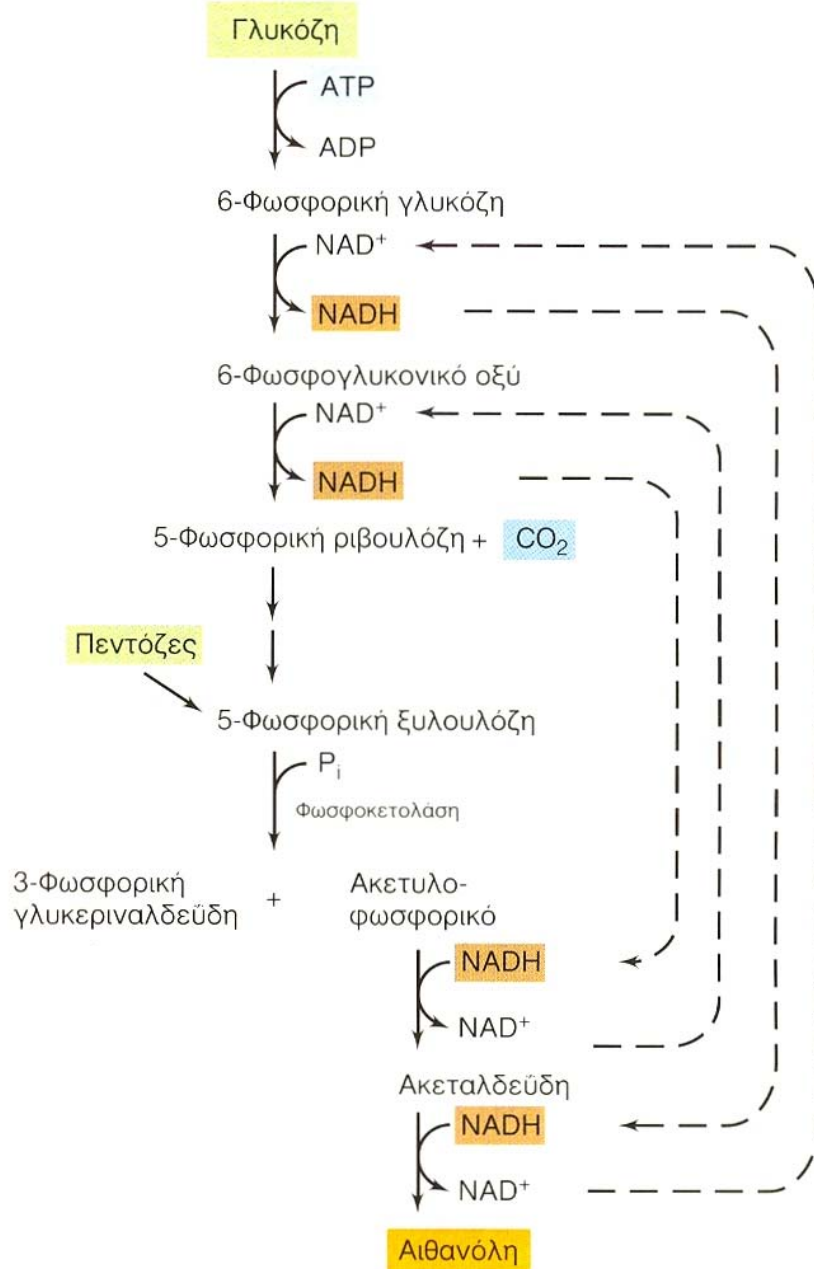 Γλυκόζη
ATP
ADP
6-Φωσφορική γλυκόζη
NAD⁺
NADH
6-Φωσφογλυκονικό οξύ
NAD⁺
NADH
5-Φωσφορική ριβουλόζη + CO₂
Πεντόζες
5-Φωσφορική ξυλουλόζη
Pᵢ
Φωσφοκετολάση
3-Φωσφορική
γλυκεριναλδεΰδη
+
Ακετυλο-
φωσφορικό
NADH
NAD⁺
Ακεταλδεΰδη
NADH
NAD⁺
Αιθανόλη